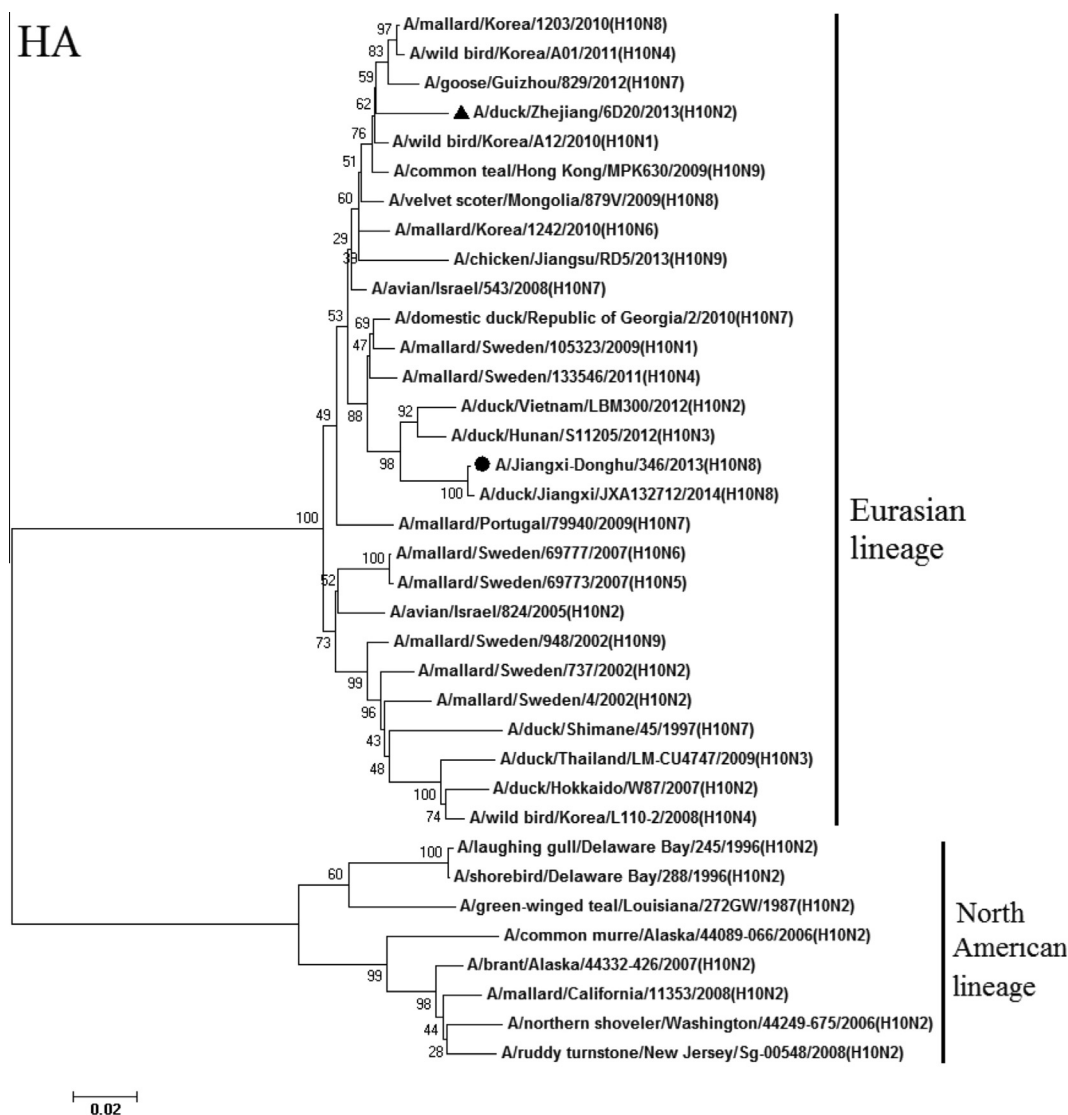 HA
A/mallard/Korea/1203/2010(H10N8)
97
A/wild bird/Korea/A01/2011(H10N4)
83
A/goose/Guizhou/829/2012(H10N7)
59
A/duck/Zhejiang/6D20/2013(H10N2)
62
A/wild bird/Korea/A12/2010(H10N1)
76
A/common teal/Hong Kong/MPK630/2009(H10N9)
51
A/velvet scoter/Mongolia/879V/2009(H10N8)
60
A/mallard/Korea/1242/2010(H10N6)
29
A/chicken/Jiangsu/RD5/2013(H10N9)
A/avian/Israel/543/2008(H10N7)
53
A/domestic duck/Republic of Georgia/2/2010(H10N7)
69
A/mallard/Sweden/105323/2009(H10N1)
47
A/mallard/Sweden/133546/2011(H10N4)
A/duck/Vietnam/LBM300/2012(H10N2)
92
88
49
A/duck/Hunan/S11205/2012(H10N3)
98
A/Jiangxi-Donghu/346/2013(H10N8)
100
A/duck/Jiangxi/JXA132712/2014(H10N8)
100
A/mallard/Portugal/79940/2009(H10N7)
A/mallard/Sweden/69777/2007(H10N6)
100
52
A/mallard/Sweden/69773/2007(H10N5)
A/avian/Israel/824/2005(H10N2)
73
A/mallard/Sweden/948/2002(H10N9)
99
A/mallard/Sweden/737/2002(H10N2)
96
A/mallard/Sweden/4/2002(H10N2)
43
A/duck/Shimane/45/1997(H10N7)
48
A/duck/Thailand/LM-CU4747/2009(H10N3)
100
A/duck/Hokkaido/W87/2007(H10N2)
74
A/wild bird/Korea/L110-2/2008(H10N4)
Eurasian
lineage
A/laughing gull/Delaware Bay/245/1996(H10N2)
100
A/shorebird/Delaware Bay/288/1996(H10N2)
60
A/green-winged teal/Louisiana/272GW/1987(H10N2)
A/common murre/Alaska/44089-066/2006(H10N2)
99
A/brant/Alaska/44332-426/2007(H10N2)
98
A/mallard/California/11353/2008(H10N2)
44
A/northern shoveler/Washington/44249-675/2006(H10N2)
28
A/ruddy turnstone/New Jersey/Sg-00548/2008(H10N2)
North
American
lineage
0.02